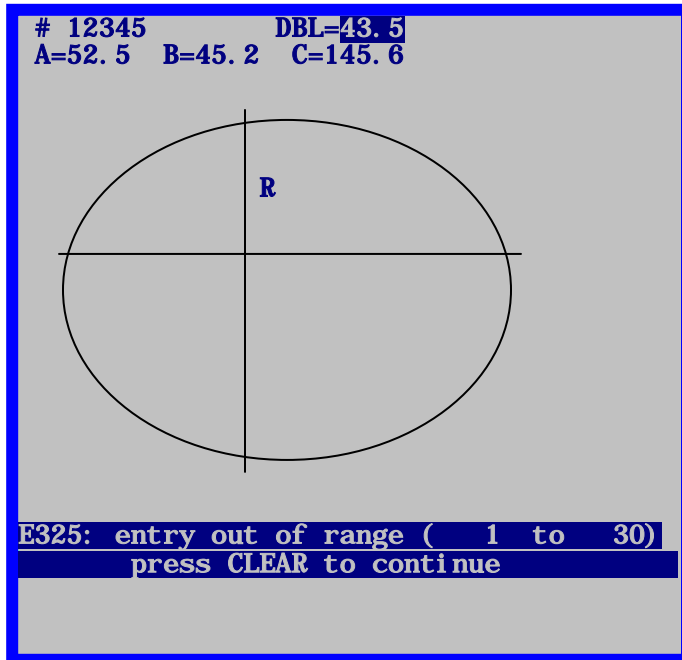 # 12345 DBL=43.5
A=52.5 B=45.2 C=145.6
R
E325: entry out of range ( 1 to 30)
press CLEAR to continue